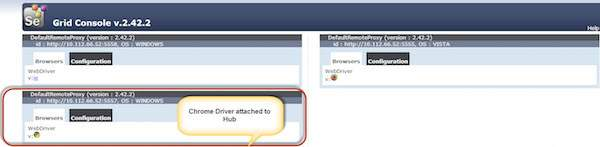 Se
Grid Console v.2.42.2
Help
DefaultRemoteProxy (version : 2.42.2)
id : http://10.112.66.52:5558, OS : WINDOWS
Browsers Configuration
WebDriver
v:
DefaultRemoteProxy (version : 2.42.2)
id : http://10.112.66.52:5555, OS : VISTA
Browsers Configuration
WebDriver
v:
DefaultRemoteProxy (version : 2.42.2)
id : http://10.112.66.52:5557, OS : WINDOWS
Browsers Configuration
WebDriver
v:
Chrome Driver attached to
Hub